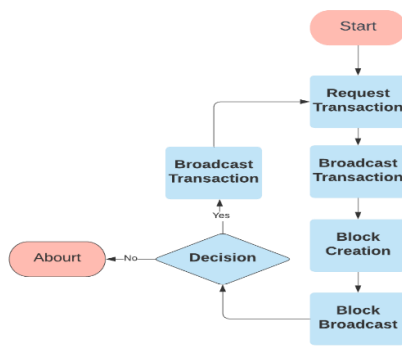 Start
Request
Transaction
Broadcast
Transaction
Broadcast
Transaction
Block
Creation
Yes
Abourt
No
Decision
Block
Broadcast